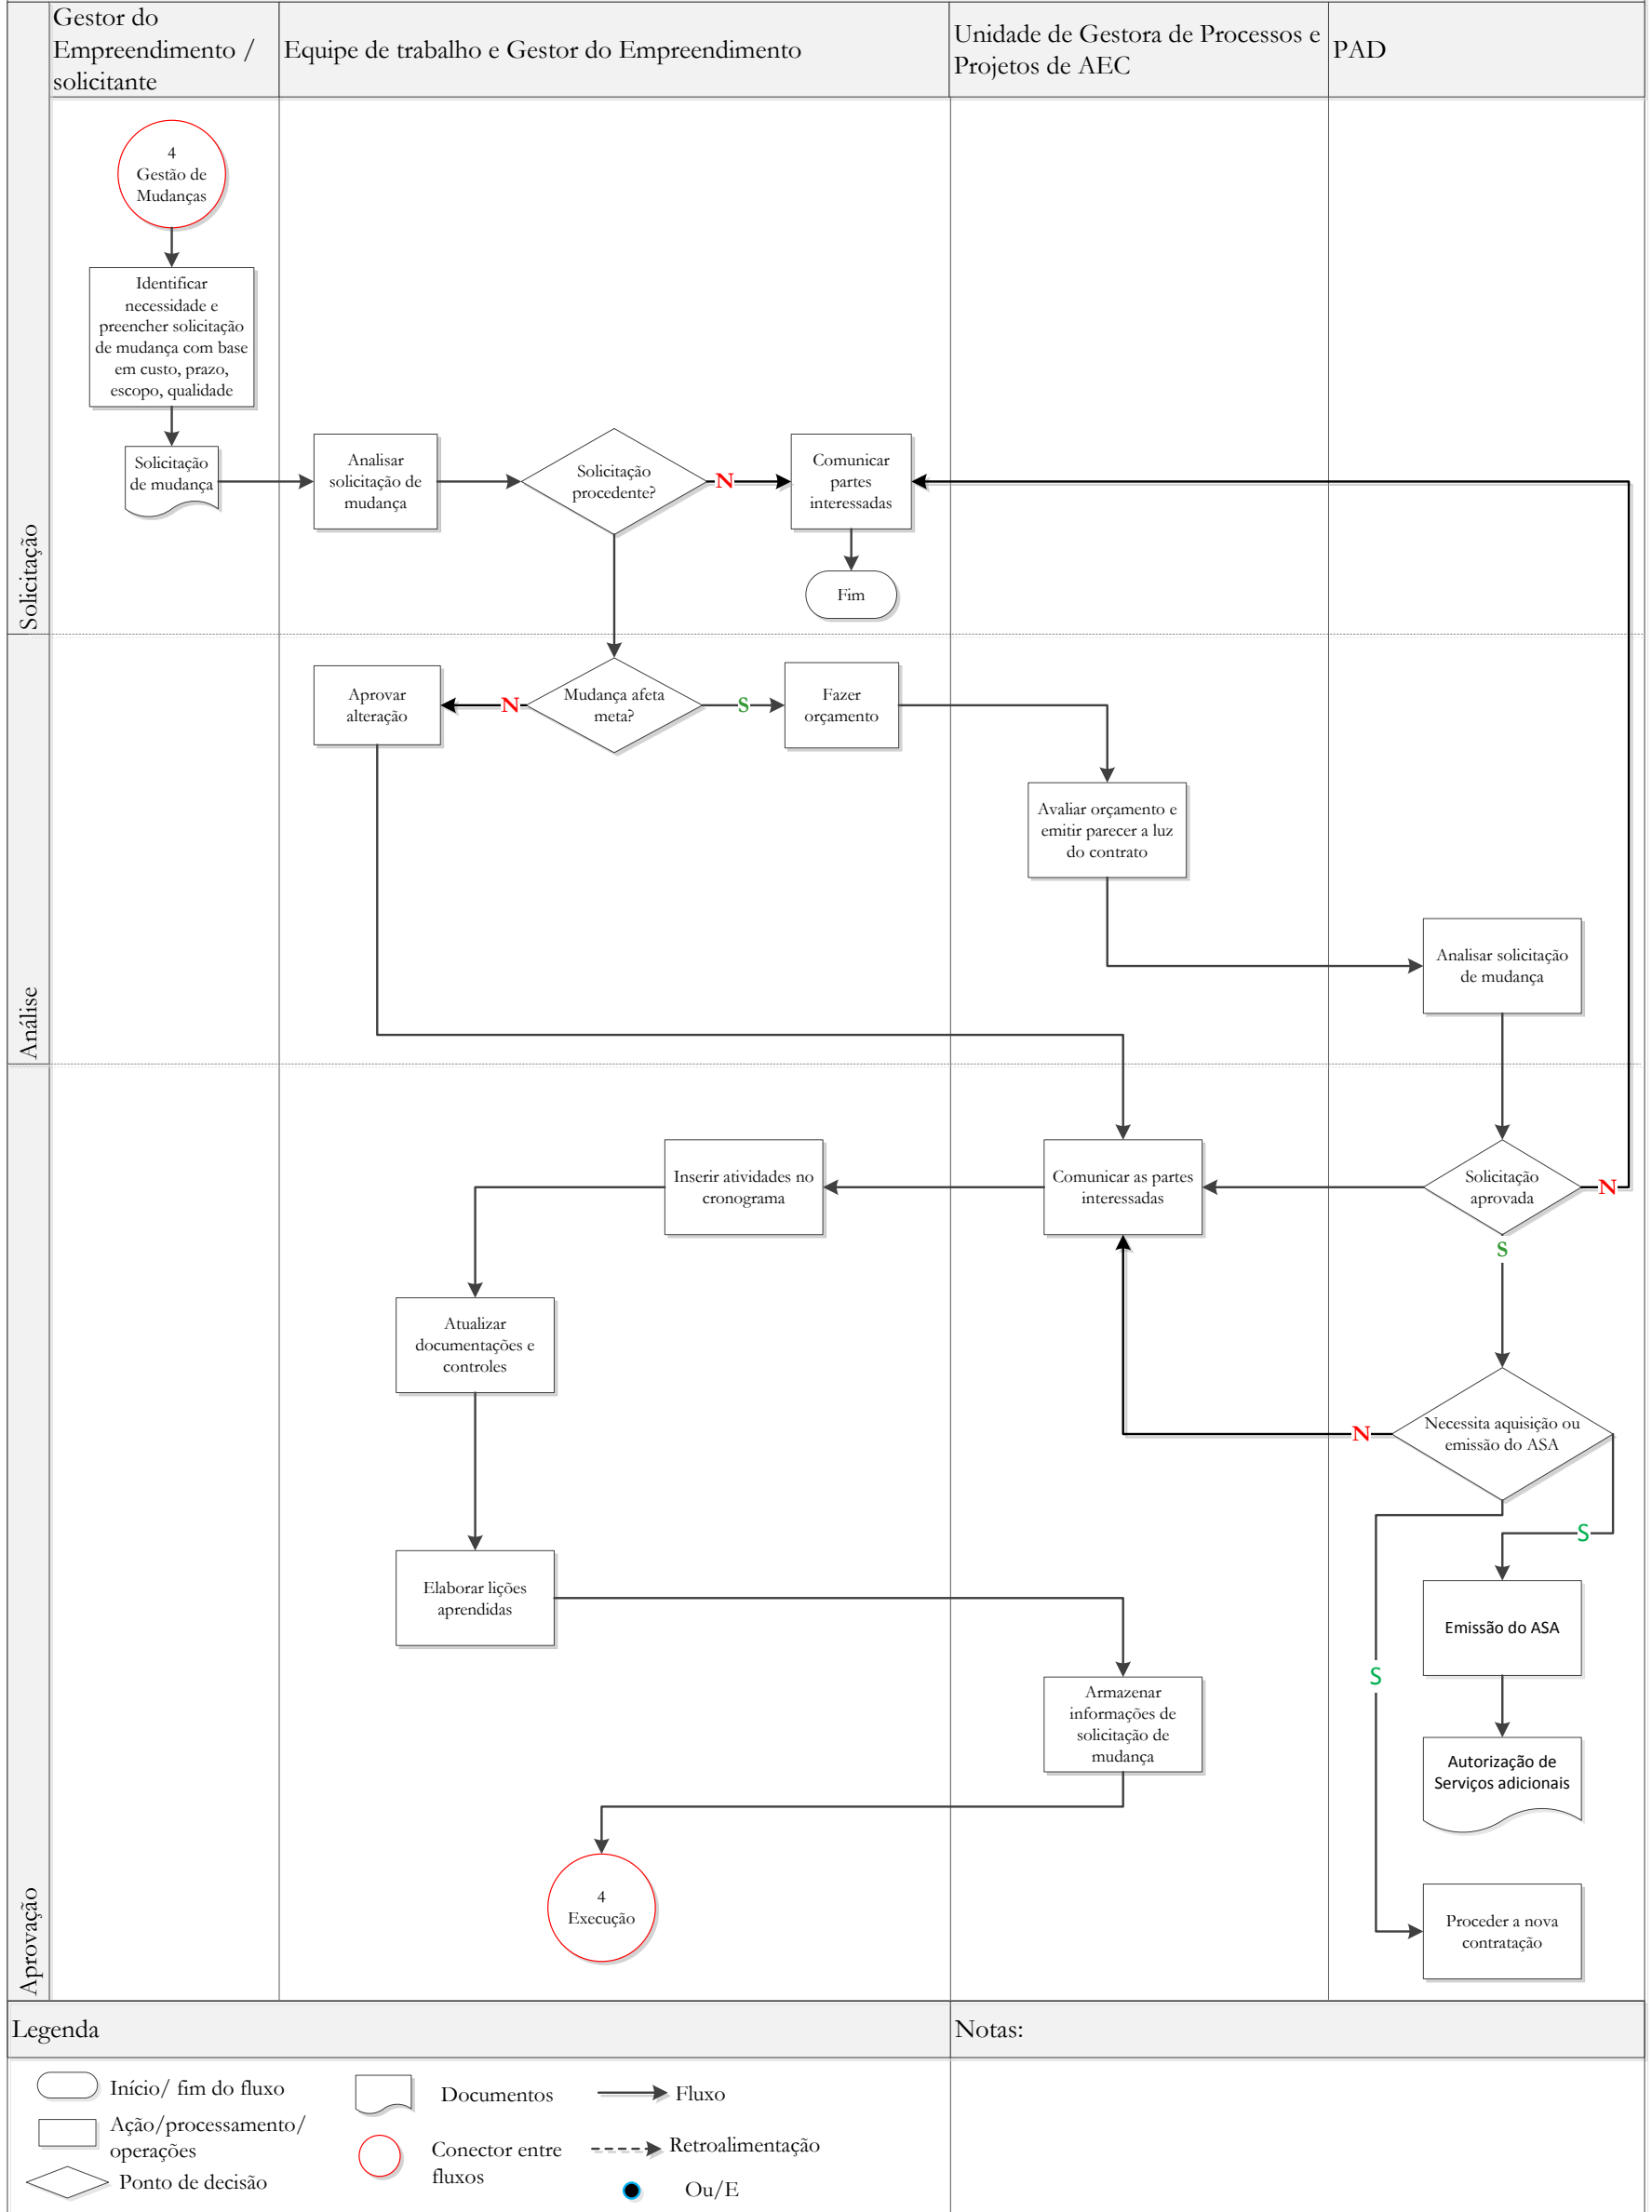 Gestor do
Empreendimento /
solicitante
Equipe de trabalho e Gestor do Empreendimento
Unidade de Gestora de Processos e
Projetos de AEC
PAD
Solicitação
4
Gestão de
Mudanças
Identificar
necessidade e
preencher solicitação
de mudança com base
em custo, prazo,
escopo, qualidade
Solicitação
de mudança
Analisar
solicitação de
mudança
Solicitação
procedente?
N
Comunicar
partes
interessadas
Fim
Análise
Aprovar
alteração
N
Mudança afeta
meta?
S
Fazer
orçamento
Avaliar orçamento e
emitir parecer a luz
do contrato
Analisar solicitação
de mudança
Aprovação
Inserir atividades no
cronograma
Comunicar as partes
interessadas
Solicitação
aprovada
N
S
Atualizar
documentações e
controles
N
Necessita aquisição ou
emissão do ASA
S
Elaborar lições
aprendidas
Emissão do ASA
S
Armazenar
informações de
solicitação de
mudança
Autorização de
Serviços adicionais
4
Execução
Proceder a nova
contratação
Legenda
Notas:
Início/ fim do fluxo
Documentos
Fluxo
Ação/processamento/
operações
Conector entre
fluxos
Retroalimentação
Ponto de decisão
Ou/E